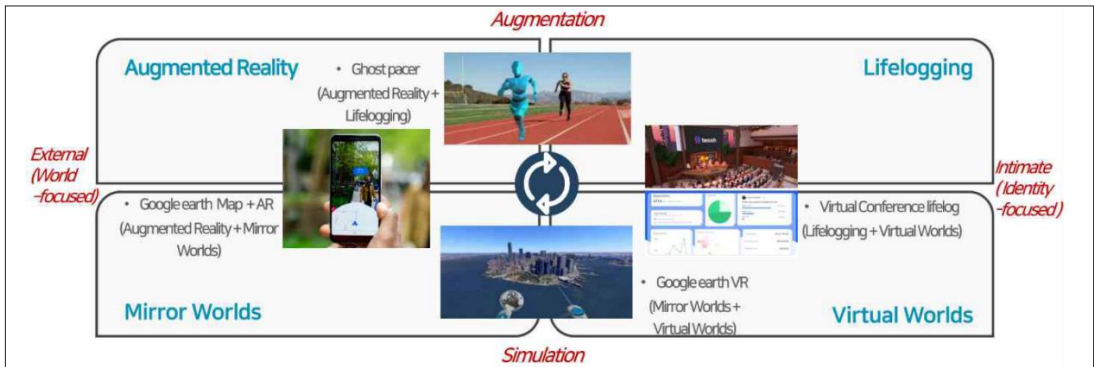 Augmentation
Augmented Reality
• Ghost pacer
(Augmented Reality +
Lifelogging)
Lifelogging
External
(World
-focused)
Intimate
(Identity
-focused)
• Google earth Map + AR
(Augmented Reality + Mirror
Worlds)
• Virtual Conference lifelog
(Lifelogging + Virtual Worlds)
• Google earth VR
(Mirror Worlds +
Virtual Worlds)
Mirror Worlds
Virtual Worlds
Simulation